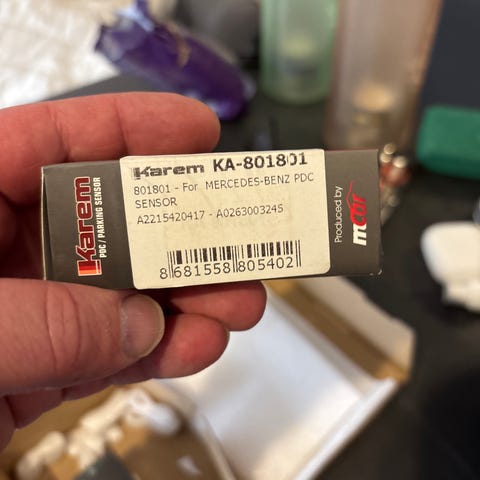 Karem
PDC / PARKING SENSOR
Karem KA-801801
801801 - For MERCEDES-BENZ PDC
SENSOR
A2215420417 - A0263003245
8 681558 805402
Produced by
mcar